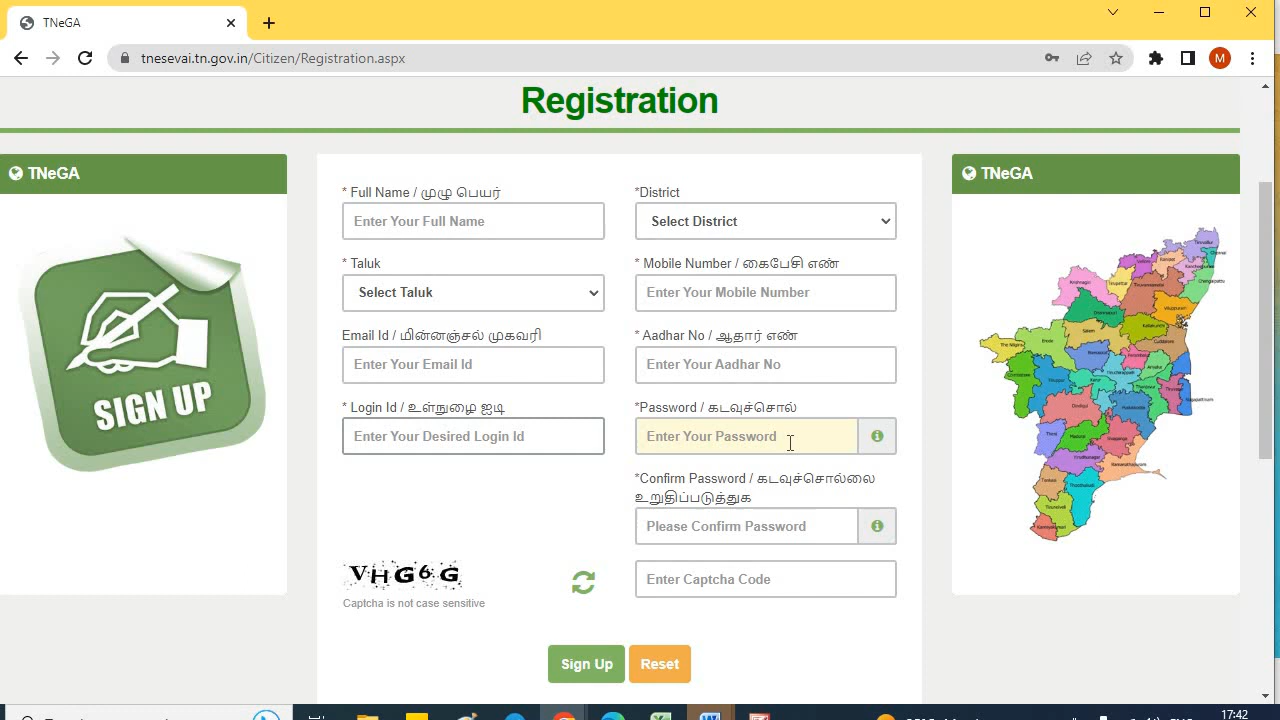 TNeGA
tnesevai.tn.gov.in/Citizen/Registration.aspx
M
Registration
TNeGA
SIGN UP
* Full Name / முழு பெயர்
Enter Your Full Name
*District
Select District
* Taluk
Select Taluk
* Mobile Number / கைபேசி எண்
Enter Your Mobile Number
Email Id / மின்னஞ்சல் முகவரி
Enter Your Email Id
* Aadhar No / ஆதார் எண்
Enter Your Aadhar No
* Login Id / உள்நுழை ஐடி
Enter Your Desired Login Id
*Password / கடவுச்சொல்
Enter Your Password
*Confirm Password / கடவுச்சொல்லை
உறுதிப்படுத்துக
Please Confirm Password
VHG6G
Captcha is not case sensitive
Enter Captcha Code
Sign Up
Reset
TNeGA
17:42